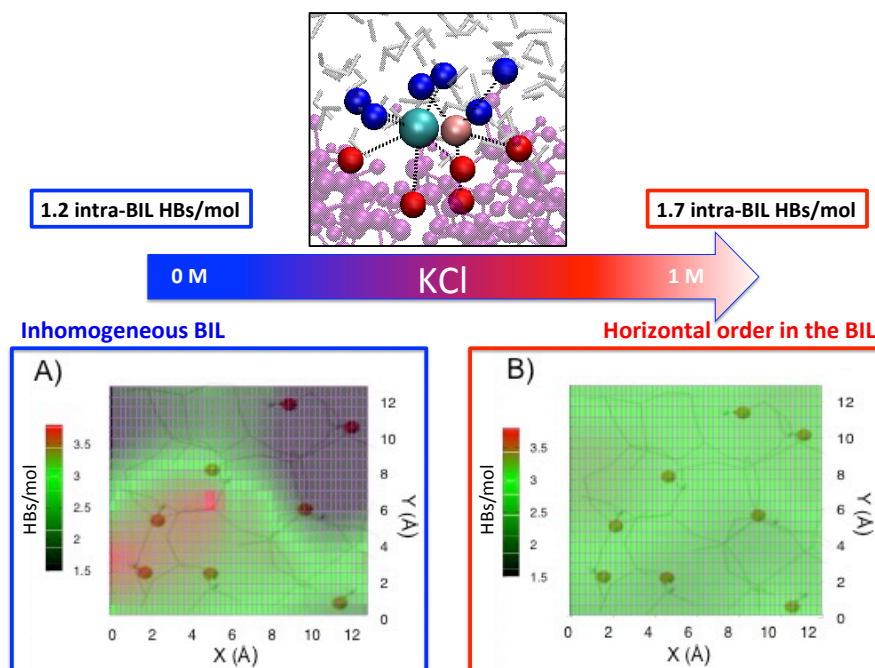 1.2 intra-BIL HBs/mol
1.7 intra-BIL HBs/mol
0 M
KCl
1 M
Inhomogeneous BIL
Horizontal order in the BIL
A)
HBs/mol
3.5
3
2.5
2
1.5
12
10
8
6
4
2
0
Y (Å)
0 2 4 6 8 10 12
X (Å)
B)
HBs/mol
3.5
3
2.5
2
1.5
12
10
8
6
4
2
0
Y (Å)
0 2 4 6 8 10 12
X (Å)